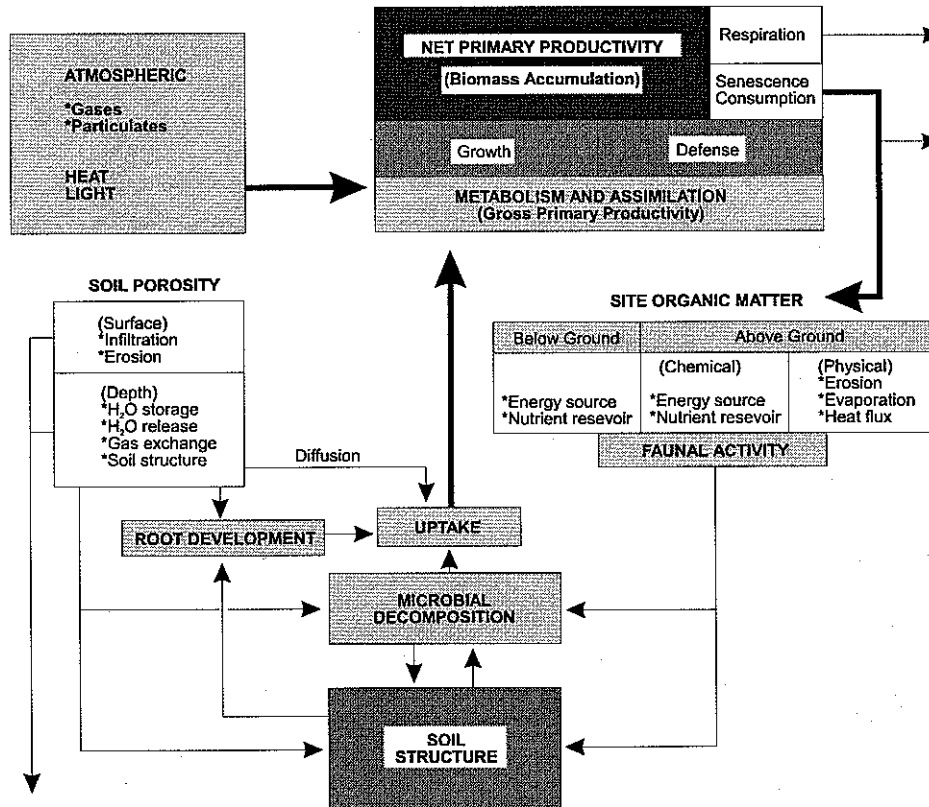 ATMOSPHERIC
*Gases
*Particulates
HEAT
LIGHT
NET PRIMARY PRODUCTIVITY
(Biomass Accumulation)
Respiration
Senescence
Consumption
Growth
Defense
METABOLISM AND ASSIMILATION
(Gross Primary Productivity)
SOIL POROSITY
(Surface)
*Infiltration
*Erosion
(Depth)
*H₂O storage
*H₂O release
*Gas exchange
*Soil structure
SITE ORGANIC MATTER
Below Ground
Above Ground
*Energy source
*Nutrient resevoir
(Chemical)
*Energy source
*Nutrient resevoir
(Physical)
*Erosion
*Evaporation
*Heat flux
FAUNAL ACTIVITY
Diffusion
ROOT DEVELOPMENT
UPTAKE
MICROBIAL
DECOMPOSITION
SOIL
STRUCTURE